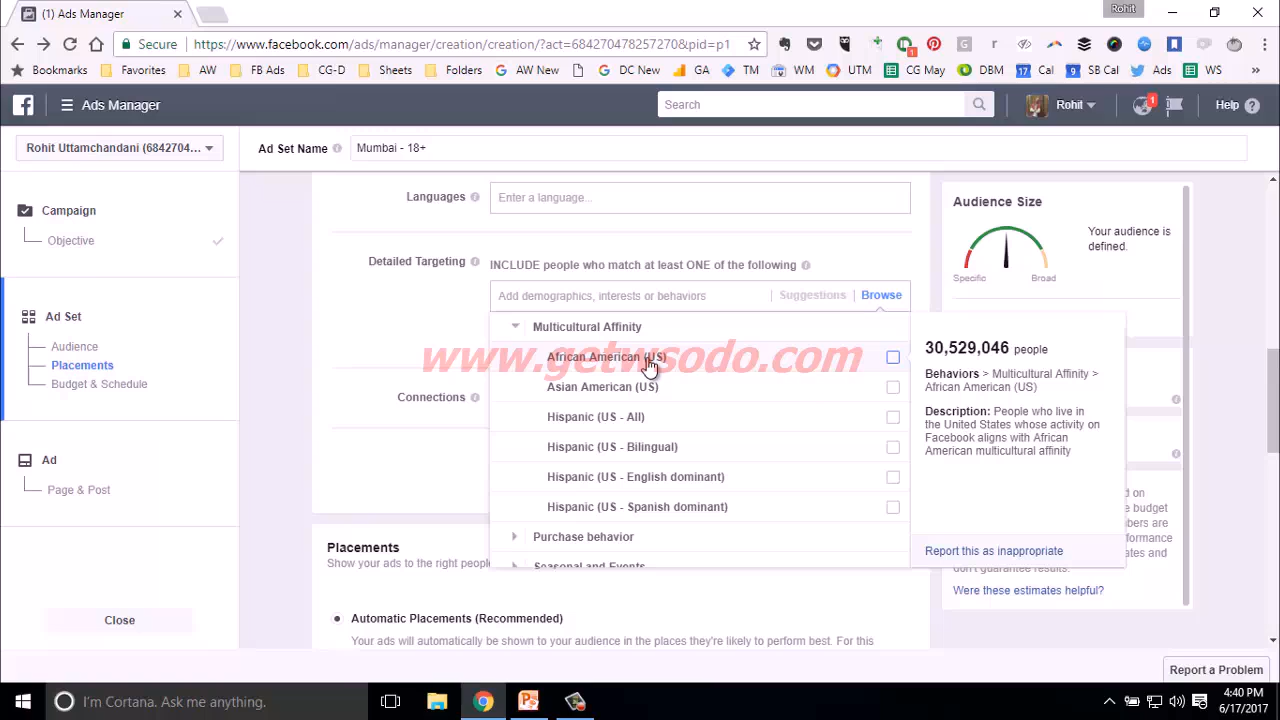 (1) Ads Manager
Rohit
Secure
https://www.facebook.com/ads/manager/creation/creation/?act=684270478257270&pid=p1
Bookmarks
Favorites
AW
FB Ads
CG-D
Sheets
Folders
AW New
DC New
GA
TM
WM
UTM
CG May
DBM
17 Cal
9 SB Cal
Ads
WS
Ads Manager
Search
Rohit
1
Help
Rohit Uttamchandani (6842704...
Ad Set Name
Mumbai - 18+
Campaign
Objective
Ad Set
Audience
Placements
Budget & Schedule
Ad
Page & Post
Close
Languages
Enter a language...
Detailed Targeting
INCLUDE people who match at least ONE of the following
Add demographics, interests or behaviors
Suggestions
Browse
Multicultural Affinity
African American (US)
Asian American (US)
Hispanic (US - All)
Hispanic (US - Bilingual)
Hispanic (US - English dominant)
Hispanic (US - Spanish dominant)
Purchase behavior
Seasonal and Events
Connections
www.getwsodo.com
30,529,046 people
Behaviors > Multicultural Affinity >
African American (US)
Description: People who live in
the United States whose activity on
Facebook aligns with African
American multicultural affinity
Report this as inappropriate
Audience Size
Your audience is
defined.
Specific
Broad
d on
e budget
bers are
formance
ates and
don't guarantee results.
Were these estimates helpful?
Placements
Show your ads to the right people
Automatic Placements (Recommended)
Your ads will automatically be shown to your audience in the places they're likely to perform best. For this
Report a Problem
I'm Cortana. Ask me anything.
4:40 PM
6/17/2017